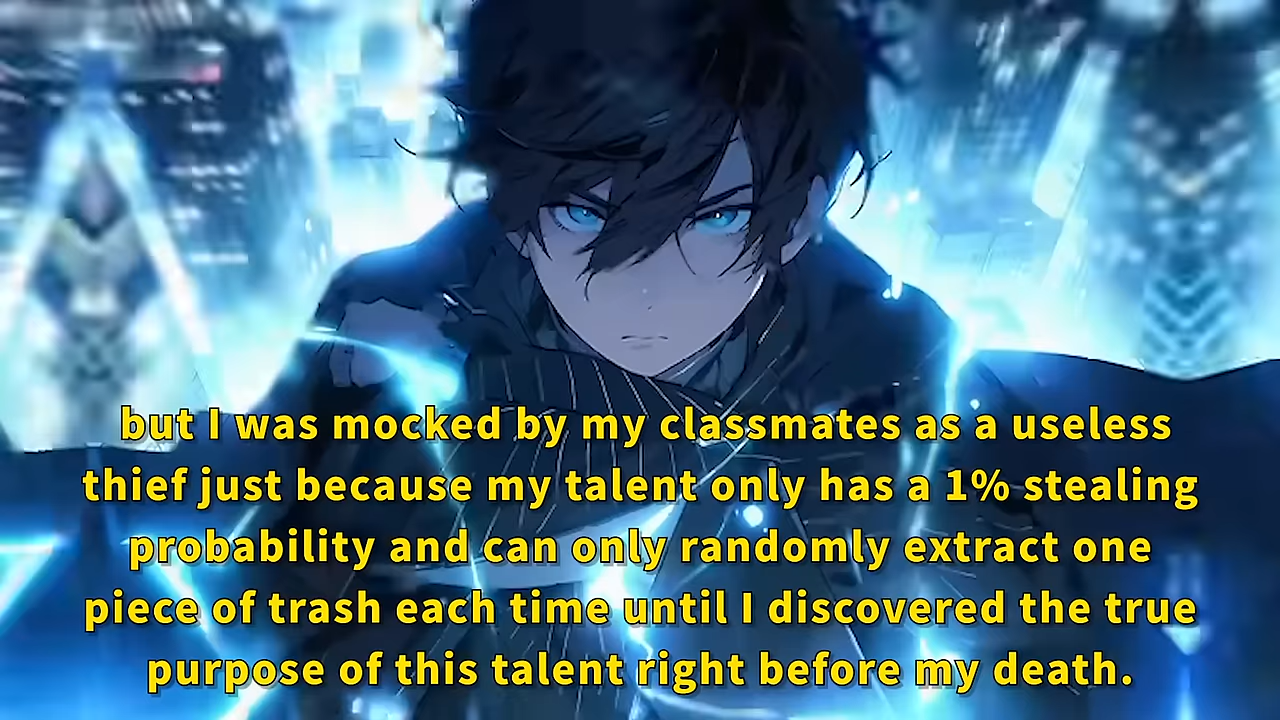 but I was mocked by my classmates as a useless
thief just because my talent only has a 1% stealing
probability and can only randomly extract one
piece of trash each time until I discovered the true
purpose of this talent right before my death.